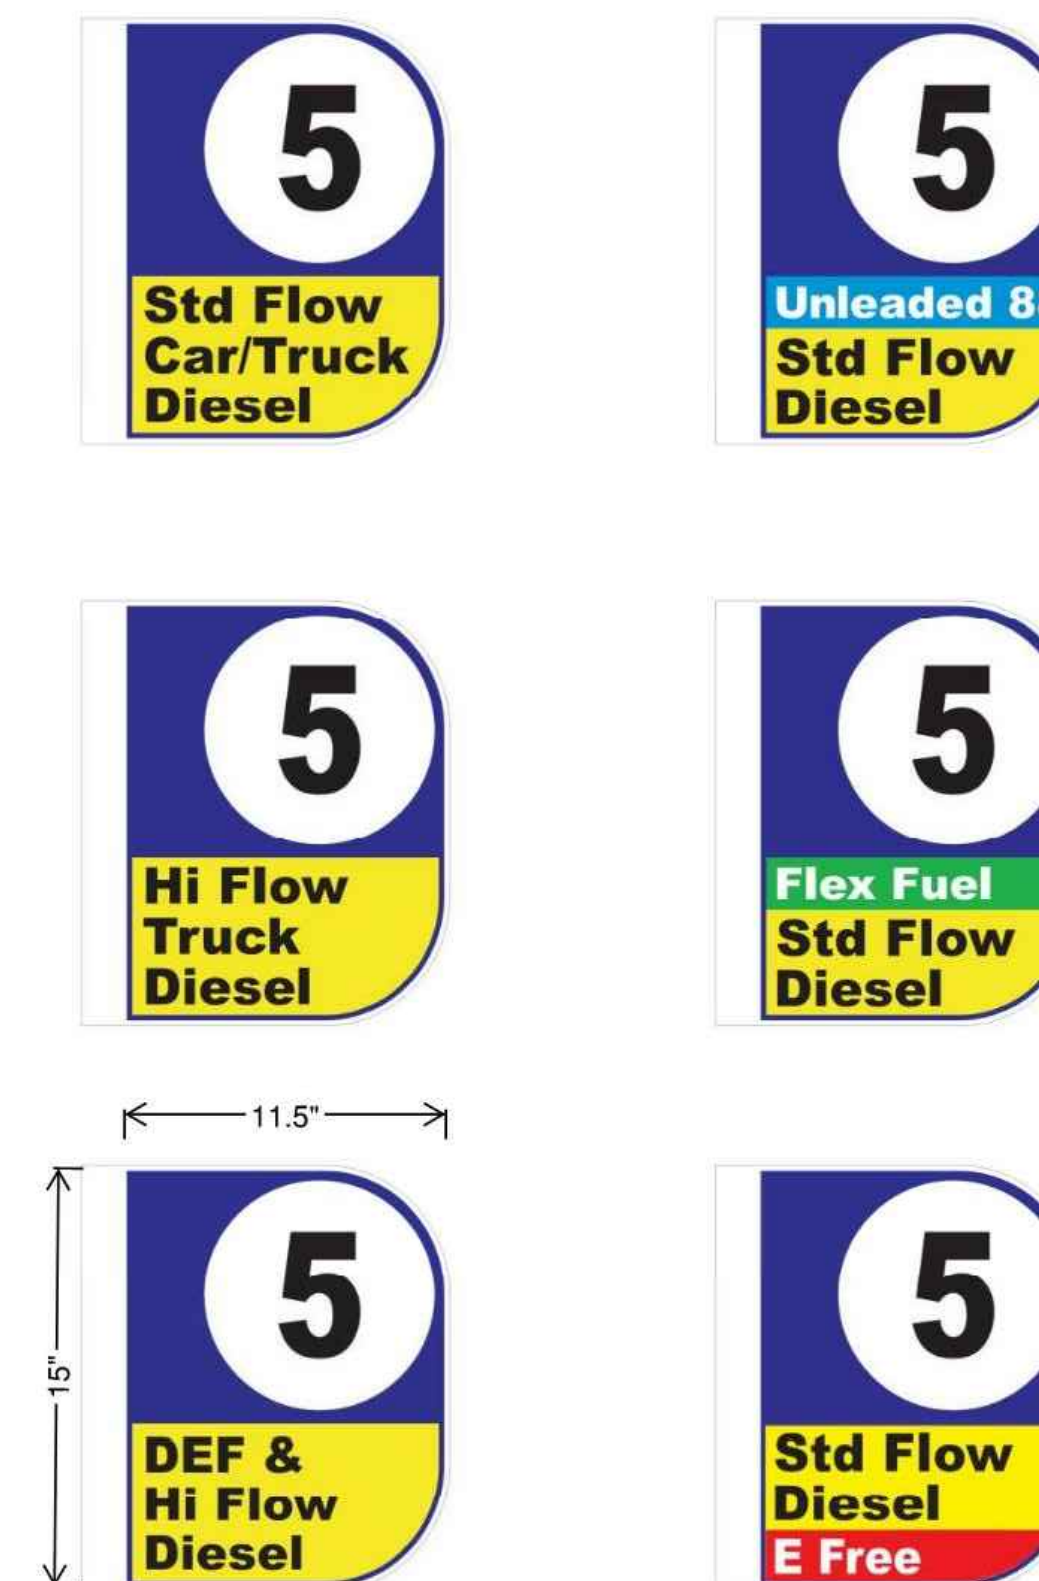 5
Std Flow
Car/Truck
Diesel
5
Unleaded
Std Flow
Diesel
5
Hi Flow
Truck
Diesel
5
Flex Fuel
Std Flow
Diesel
11.5"
15"
5
DEF &
Hi Flow
Diesel
5
Std Flow
Diesel
E Free